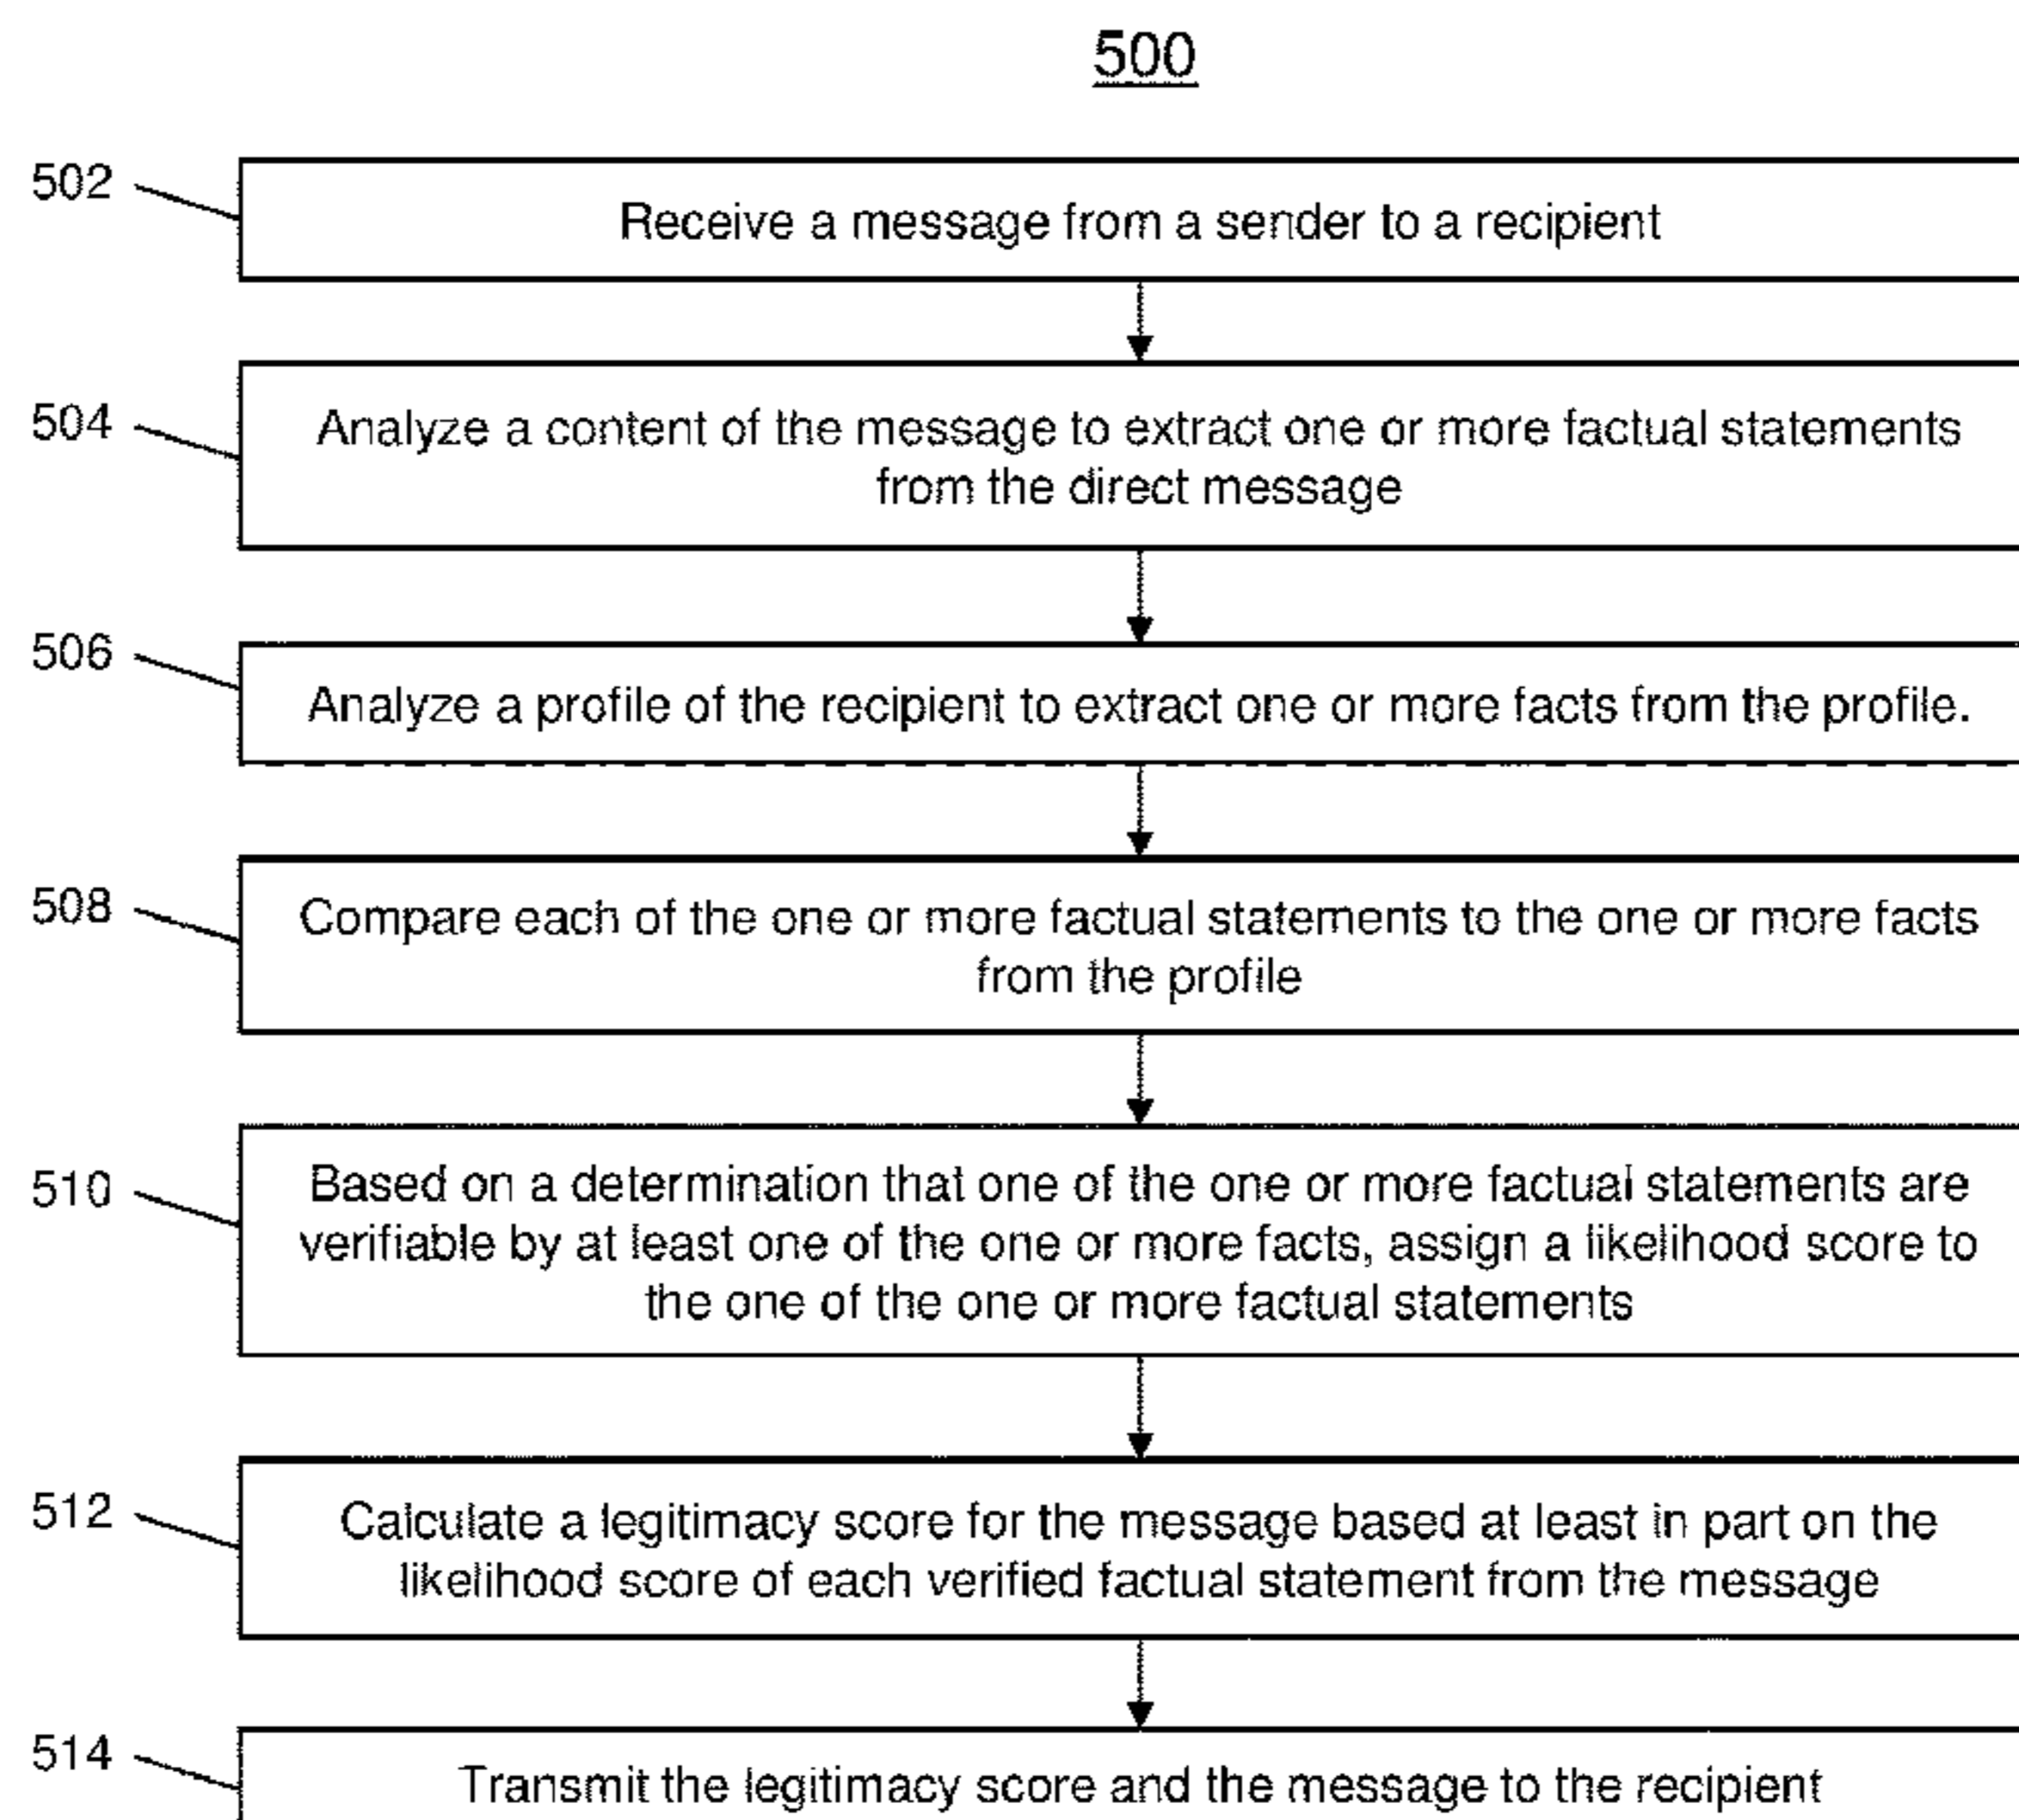 500
502
Receive a message from a sender to a recipient
504
Analyze a content of the message to extract one or more factual statements
from the direct message
506
Analyze a profile of the recipient to extract one or more facts from the profile.
508
Compare each of the one or more factual statements to the one or more facts
from the profile
510
Based on a determination that one of the one or more factual statements are
verifiable by at least one of the one or more facts, assign a likelihood score to
the one of the one or more factual statements
512
Calculate a legitimacy score for the message based at least in part on the
likelihood score of each verified factual statement from the message
514
Transmit the legitimacy score and the message to the recipient